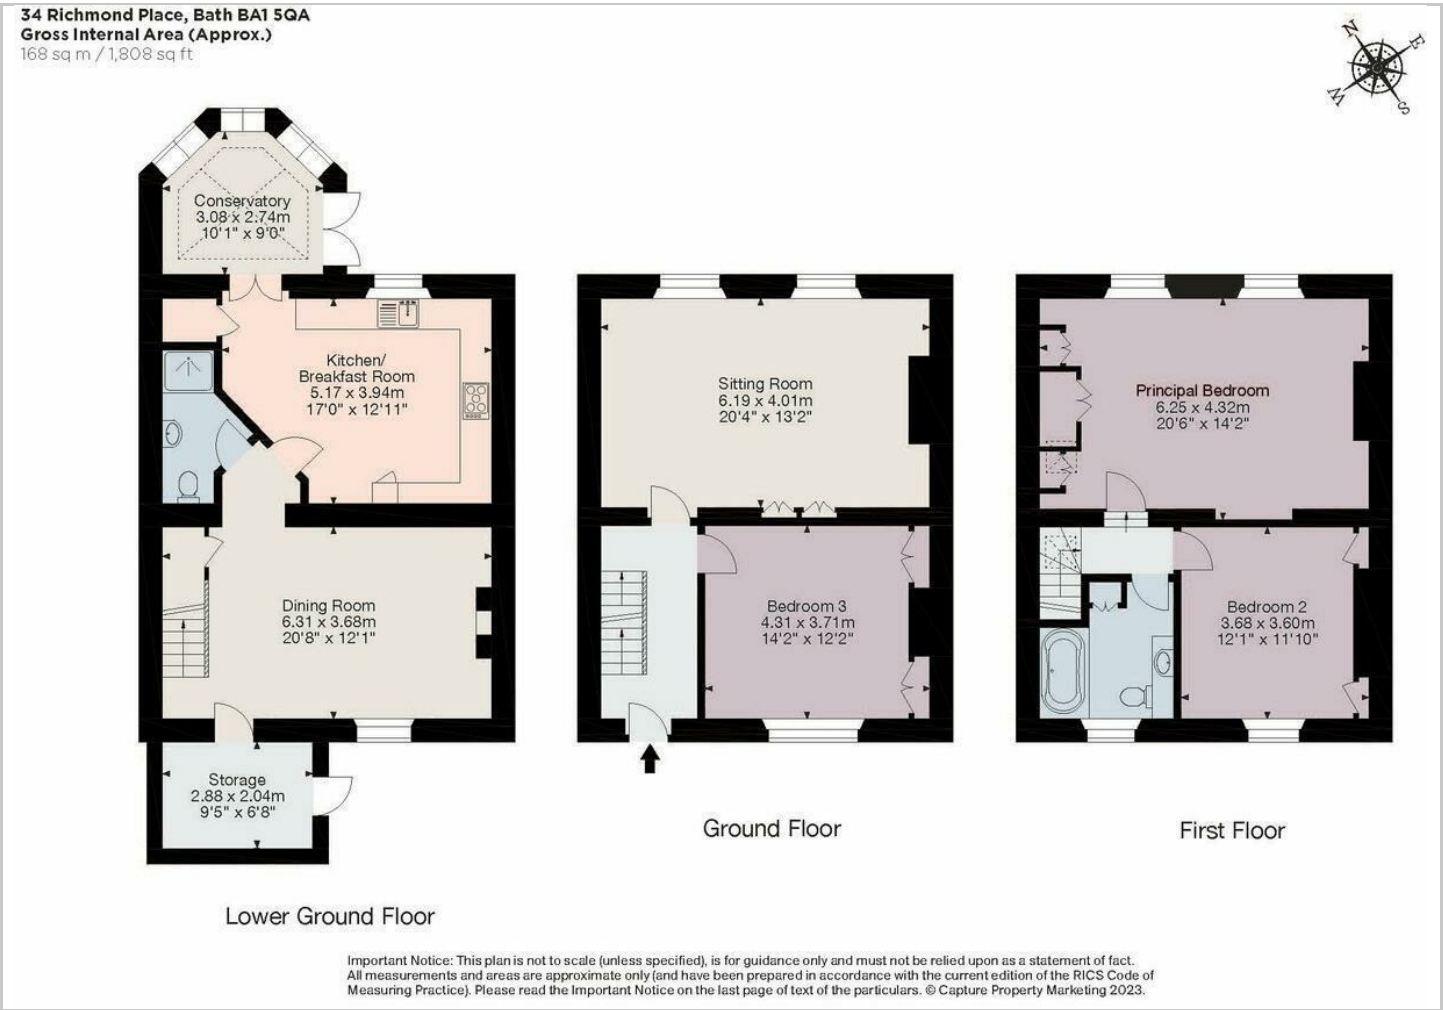 34 Richmond Place, Bath BA1 5QA
Gross Internal Area (Approx.)
168 sq m / 1,808 sq ft
N
E
W
S
Conservatory
3.08 x 2.74m
10'1" x 9'0"
Kitchen/
Breakfast Room
5.17 x 3.94m
17'0" x 12'11"
Dining Room
6.31 x 3.68m
20'8" x 12'1"
Storage
2.88 x 2.04m
9'5" x 6'8"
Lower Ground Floor
Sitting Room
6.19 x 4.01m
20'4" x 13'2"
Bedroom 3
4.31 x 3.71m
14'2" x 12'2"
Ground Floor
Principal Bedroom
6.25 x 4.32m
20'6" x 14'2"
Bedroom 2
3.68 x 3.60m
12'1" x 11'10"
First Floor
Important Notice: This plan is not to scale (unless specified), is for guidance only and must not be relied upon as a statement of fact.
All measurements and areas are approximate only (and have been prepared in accordance with the current edition of the RICS Code of
Measuring Practice). Please read the Important Notice on the last page of text of the particulars. © Capture Property Marketing 2023.